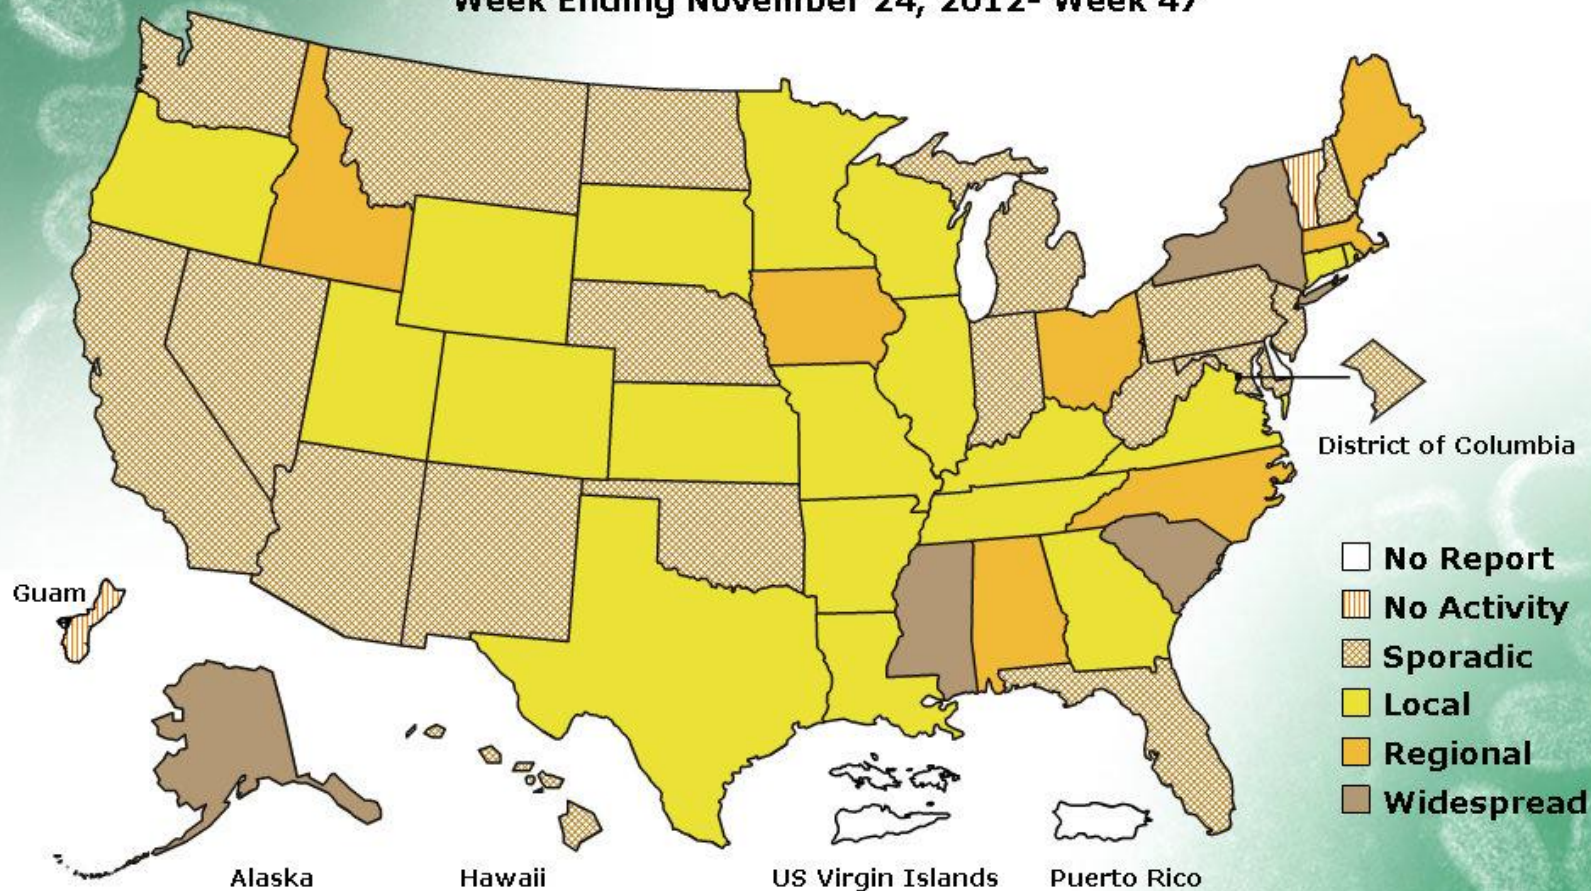 Week Ending November 24, 2012- Week 47
District of Columbia
No Report
Guam
No Activity
Sporadic
Local
Regional
Widespread
Alaska
Hawaii
US Virgin Islands
Puerto Rico